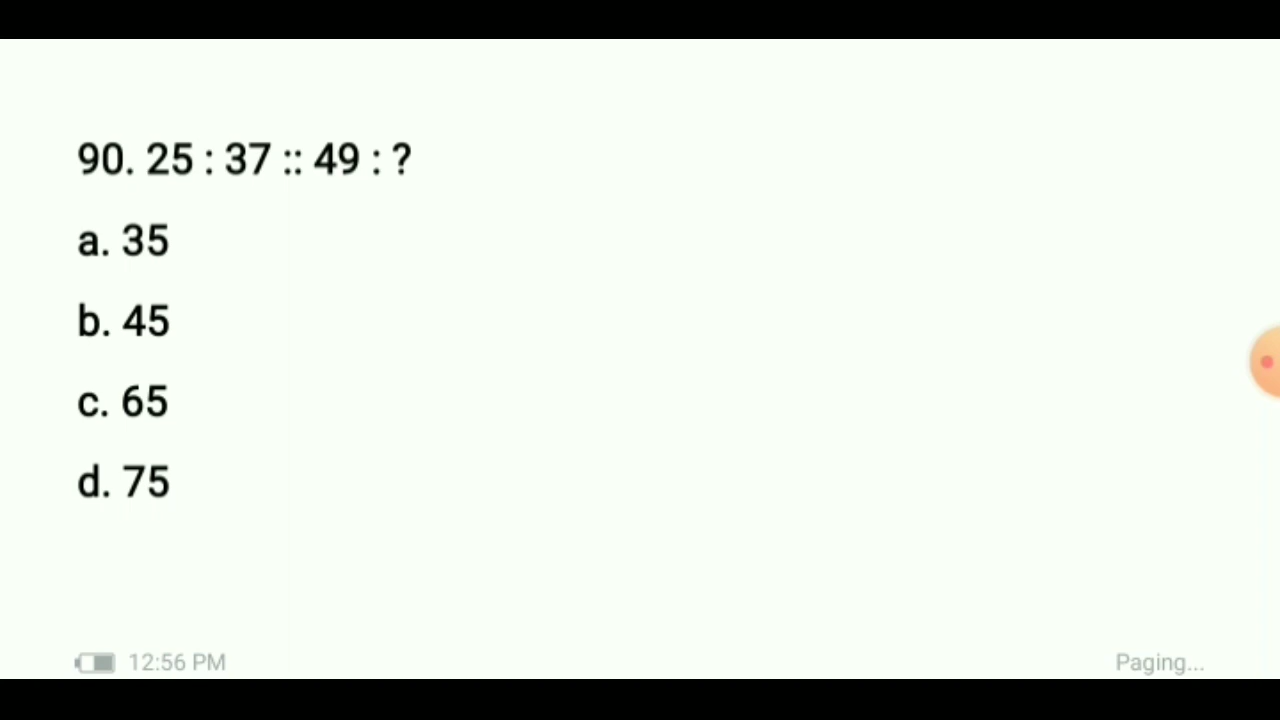 90. 25 : 37 :: 49 : ?
a. 35
b. 45
c. 65
d. 75
12:56 PM
Paging...